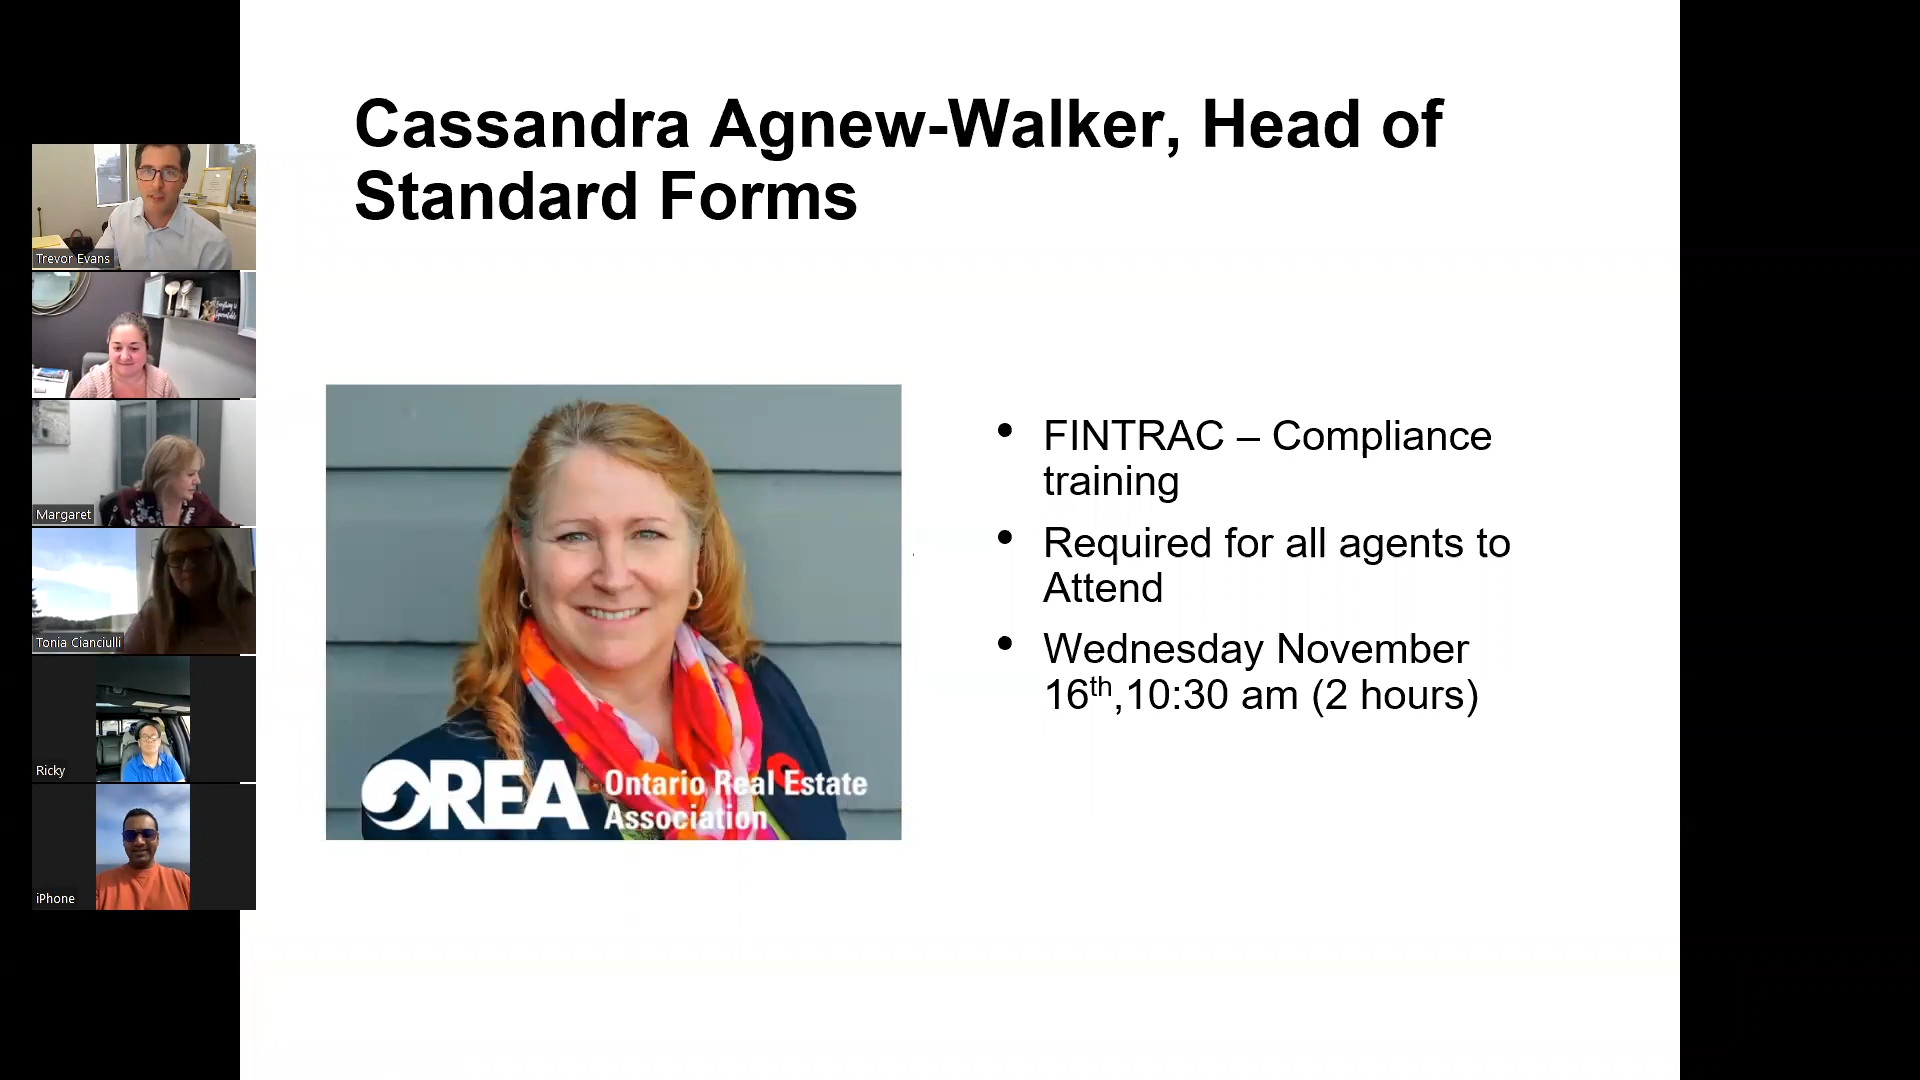 Cassandra Agnew-Walker, Head of
Standard Forms
Trevor Evans
Margaret
Tonia Cianciulli
Ricky
iPhone
OREA Ontario Real Estate
Association
• FINTRAC – Compliance
training
• Required for all agents to
Attend
• Wednesday November
16th,10:30 am (2 hours)